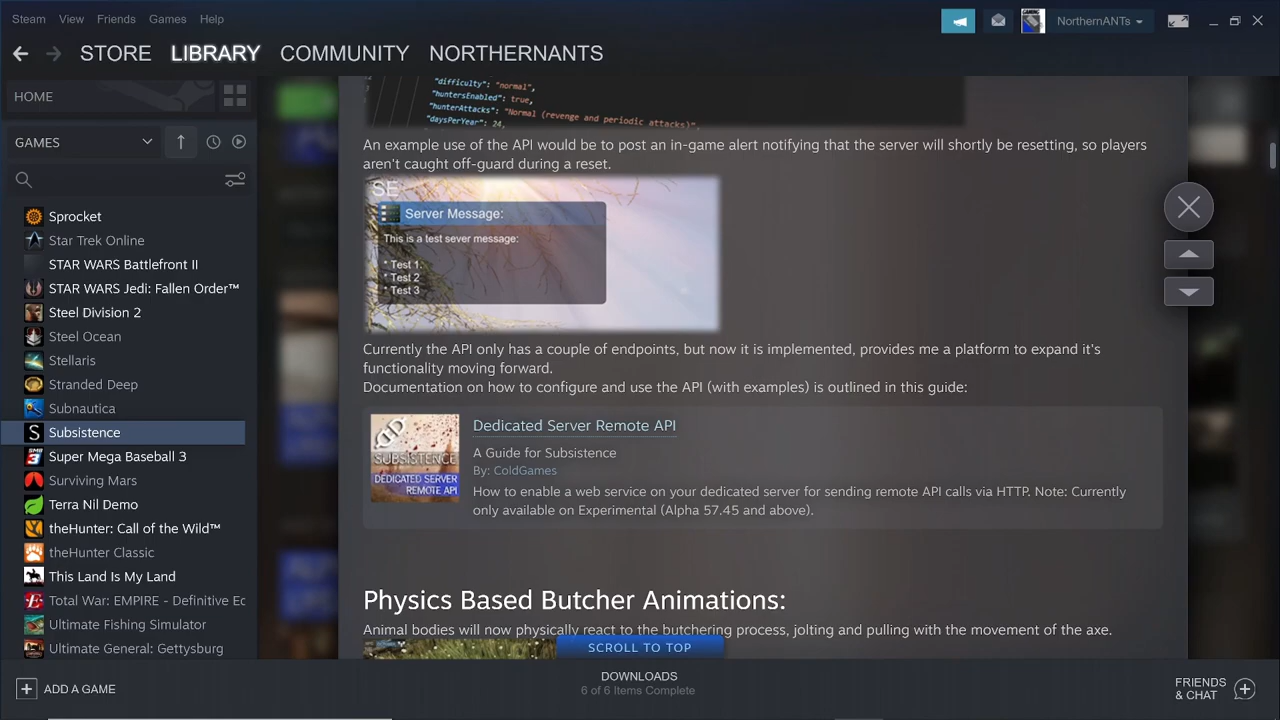 Steam View Friends Games Help
NorthernANTs
STORE LIBRARY COMMUNITY NORTHERNANTS
HOME
GAMES
Sprocket
Star Trek Online
STAR WARS Battlefront II
STAR WARS Jedi: Fallen Order™
Steel Division 2
Steel Ocean
Stellaris
Stranded Deep
Subnautica
Subsistence
Super Mega Baseball 3
Surviving Mars
Terra Nil Demo
theHunter: Call of the Wild™
theHunter Classic
This Land Is My Land
Total War: EMPIRE - Definitive Ec
Ultimate Fishing Simulator
Ultimate General: Gettysburg
"difficulty": "normal",
"huntersEnabled": true,
"hunterAttacks": "Normal (revenge and periodic attacks)",
"daysPerYear": 24,
An example use of the API would be to post an in-game alert notifying that the server will shortly be resetting, so players
aren't caught off-guard during a reset.
SE
Server Message:
This is a test sever message:
* Test 1.
* Test 2
* Test 3
Currently the API only has a couple of endpoints, but now it is implemented, provides me a platform to expand it's
functionality moving forward.
Documentation on how to configure and use the API (with examples) is outlined in this guide:
SUBSISTENCE
DEDICATED SERVER
REMOTE API
Dedicated Server Remote API
A Guide for Subsistence
By: ColdGames
How to enable a web service on your dedicated server for sending remote API calls via HTTP. Note: Currently
only available on Experimental (Alpha 57.45 and above).
Physics Based Butcher Animations:
Animal bodies will now physically react to the butchering process, jolting and pulling with the movement of the axe.
SCROLL TO TOP
ADD A GAME
DOWNLOADS
6 of 6 Items Complete
FRIENDS
& CHAT